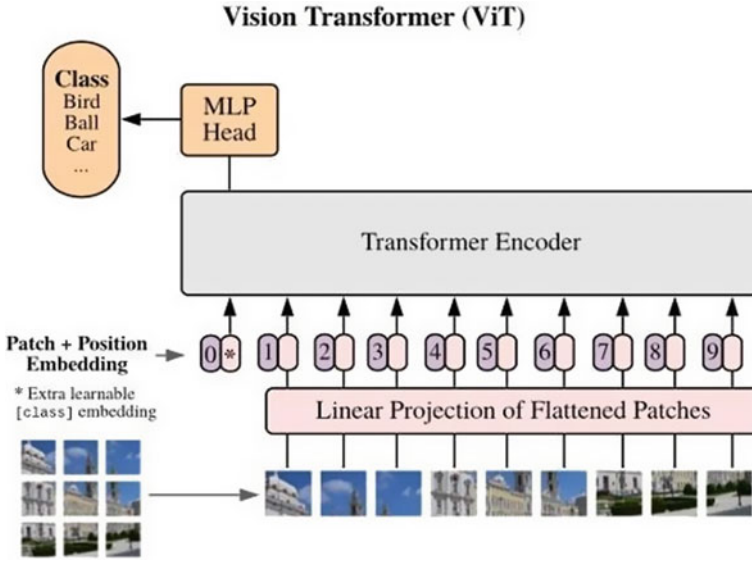 Vision Transformer (ViT)
Class
Bird
Ball
Car
...
MLP
Head
Transformer Encoder
Patch + Position
Embedding
0 * 1 2 3 4 5 6 7 8 9
* Extra learnable
[class] embedding
Linear Projection of Flattened Patches